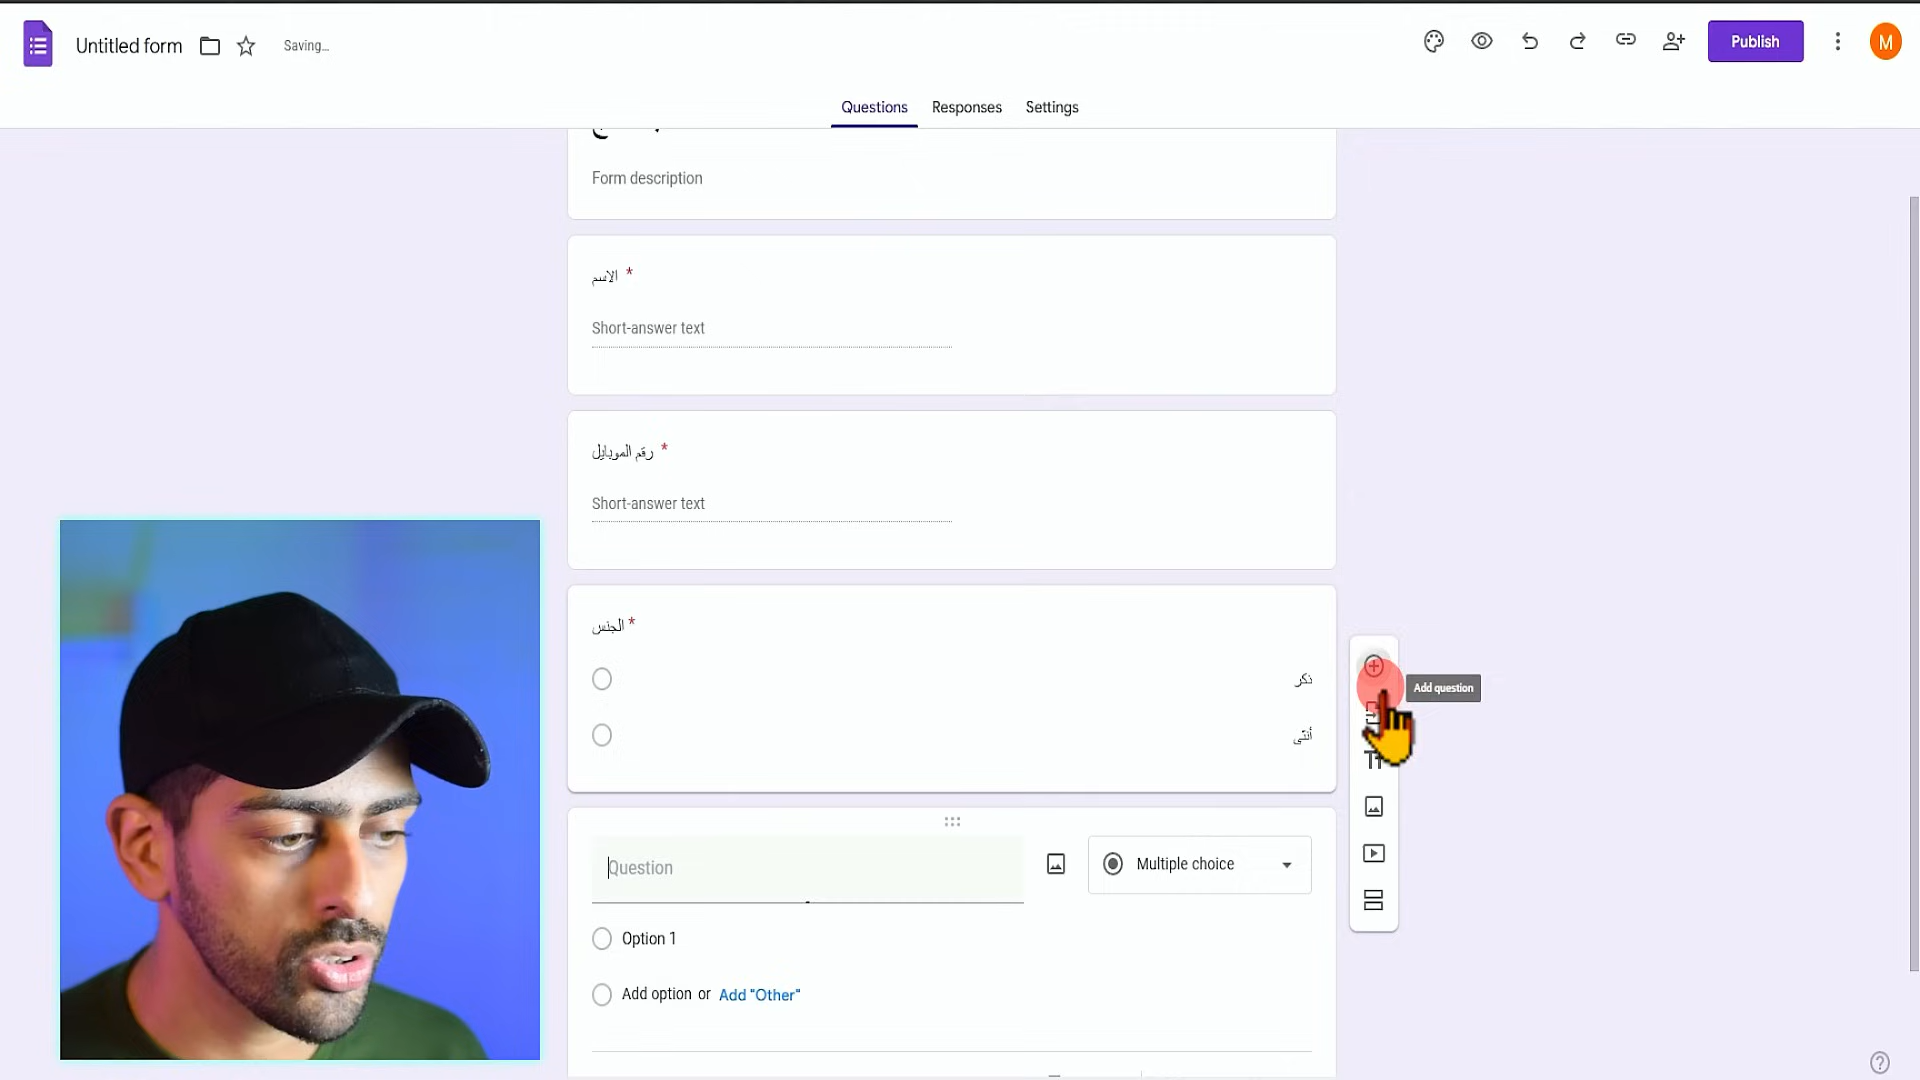 Untitled form
Saving...
Publish
M
Questions
Responses
Settings
Form description
الاسم *
Short-answer text
رقم الموبايل *
Short-answer text
الجنس *
ذكر
أنثى
Add question
Question
Multiple choice
Option 1
Add option or Add "Other"